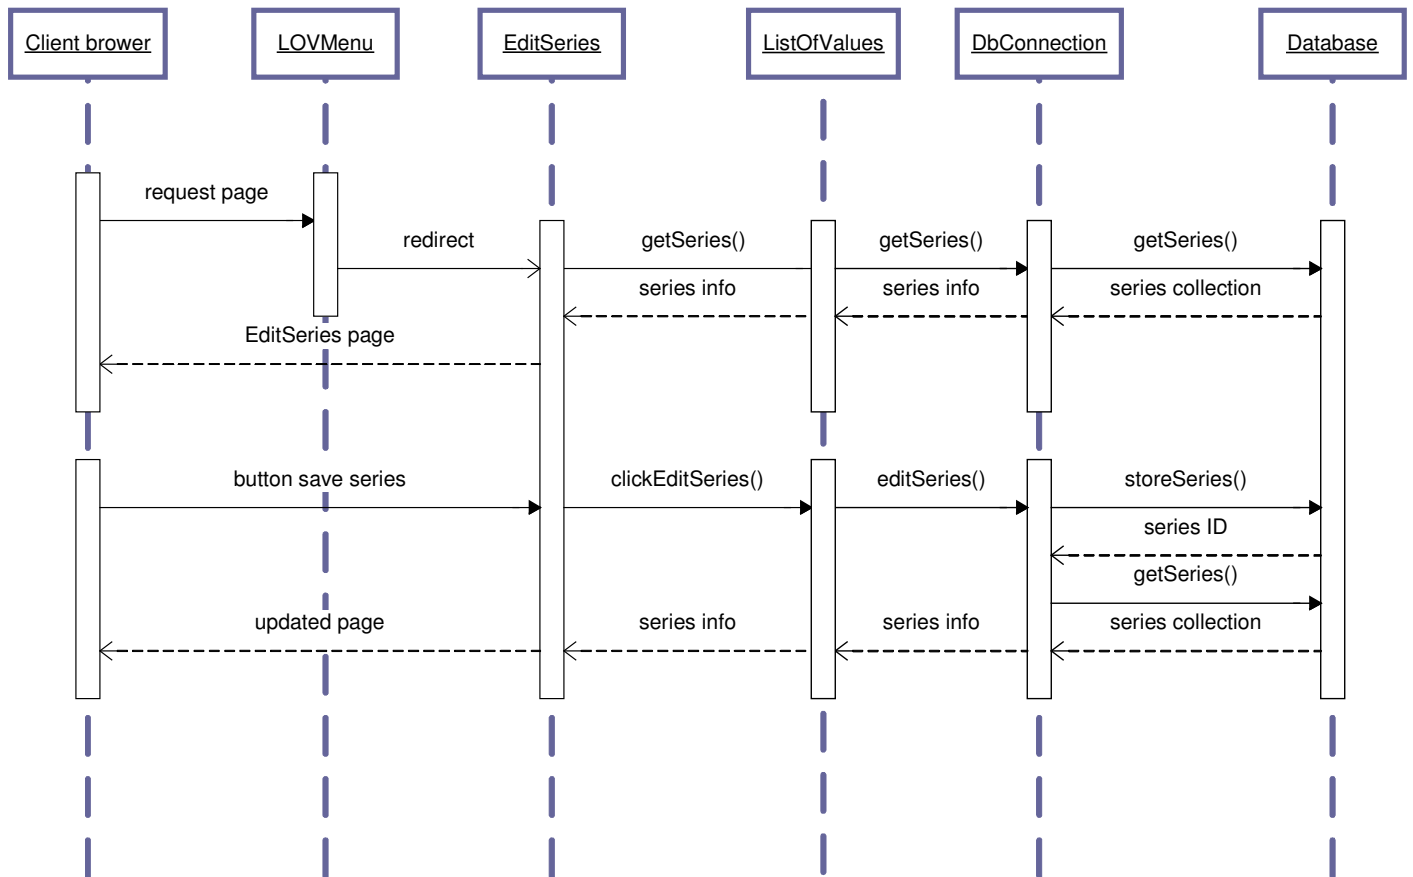 Client brower
LOVMenu
EditSeries
ListOfValues
DbConnection
Database
request page
redirect
getSeries()
getSeries()
getSeries()
series info
series info
series collection
EditSeries page
button save series
clickEditSeries()
editSeries()
storeSeries()
series ID
getSeries()
updated page
series info
series info
series collection